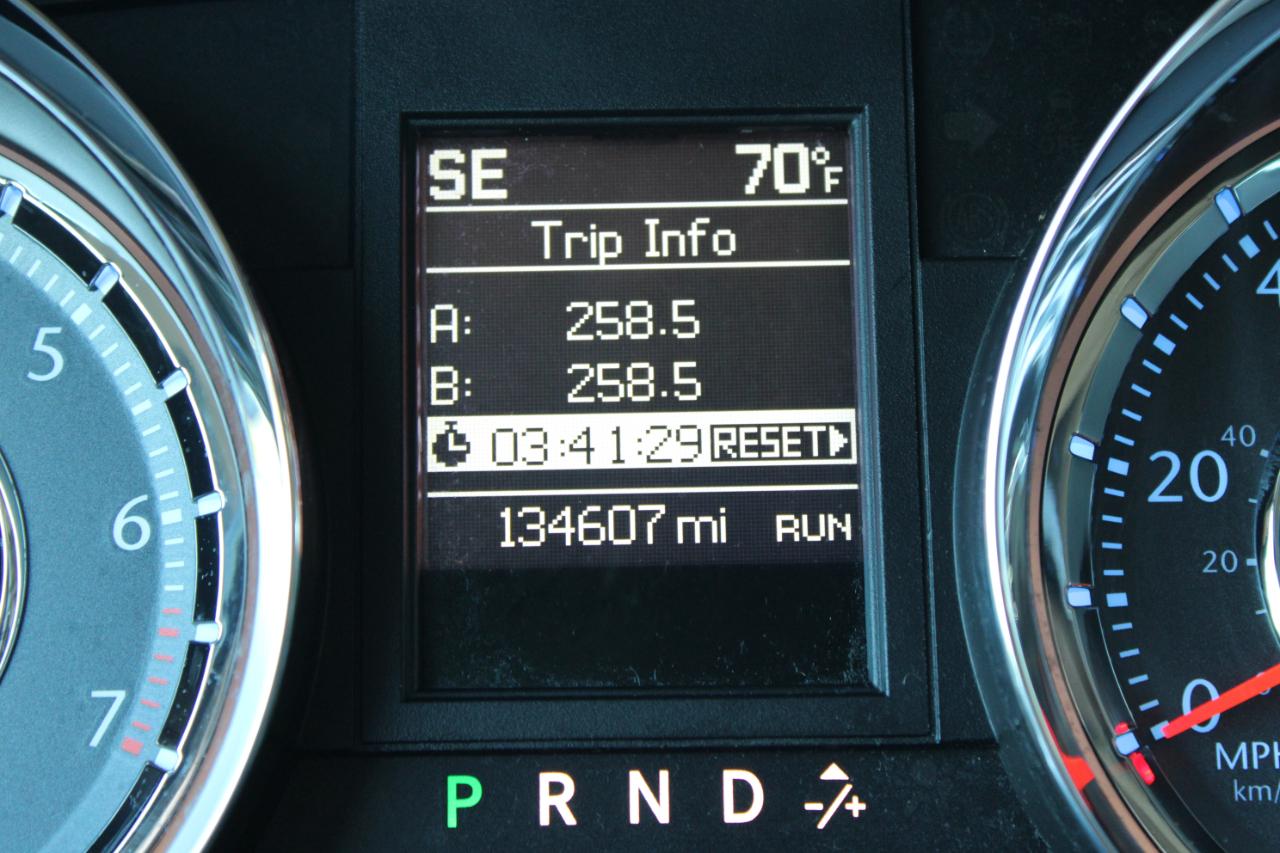 SE 70°F
Trip Info
A: 258.5
B: 258.5
03:41:29 RESET
134607 mi RUN
P R N D -/+
5
6
7
40
20
20
0
MPH